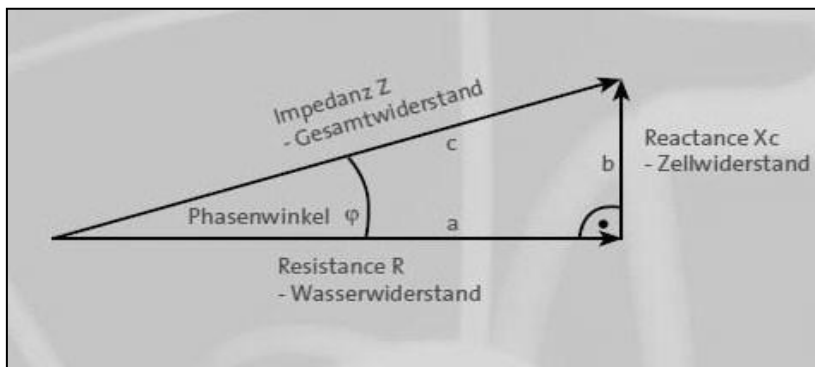 Impedanz Z
- Gesamtwiderstand
c
Reactance Xc
- Zellwiderstand
b
Phasenwinkel φ
a
Resistance R
- Wasserwiderstand